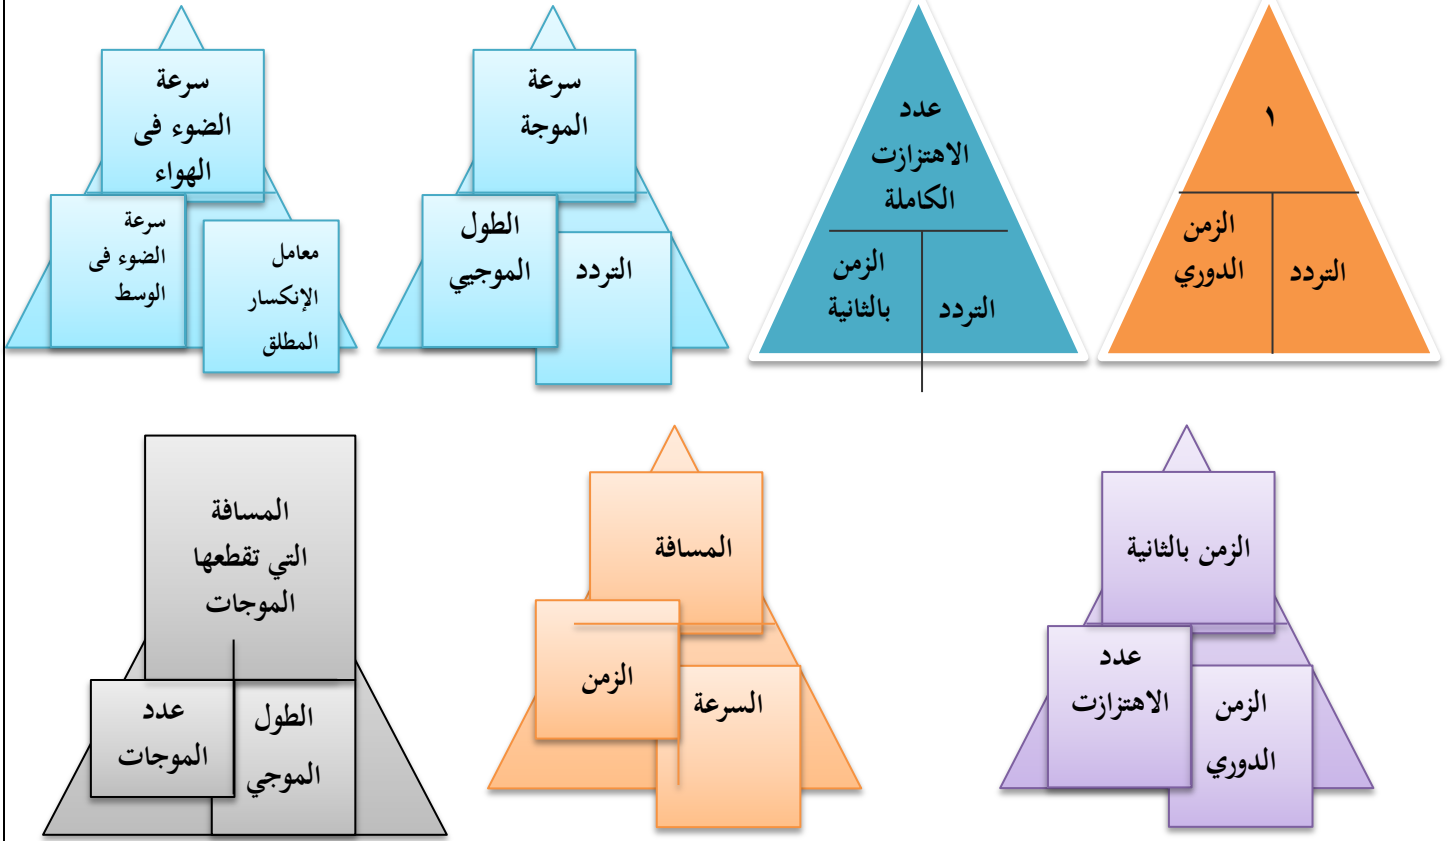 ١
الزمن
الدوري
التردد
عدد
الاهتزازت
الكاملة
الزمن
بالثانية
التردد
سرعة
الموجة
الطول
الموجيي
التردد
سرعة
الضوء فى
الهواء
سرعة
الضوء فى
الوسط
معامل
الإنكسار
المطلق
الزمن بالثانية
عدد
الاهتزازت
الزمن
الدوري
المسافة
الزمن
السرعة
المسافة
التي تقطعها
الموجات
عدد
الموجات
الطول
الموجي